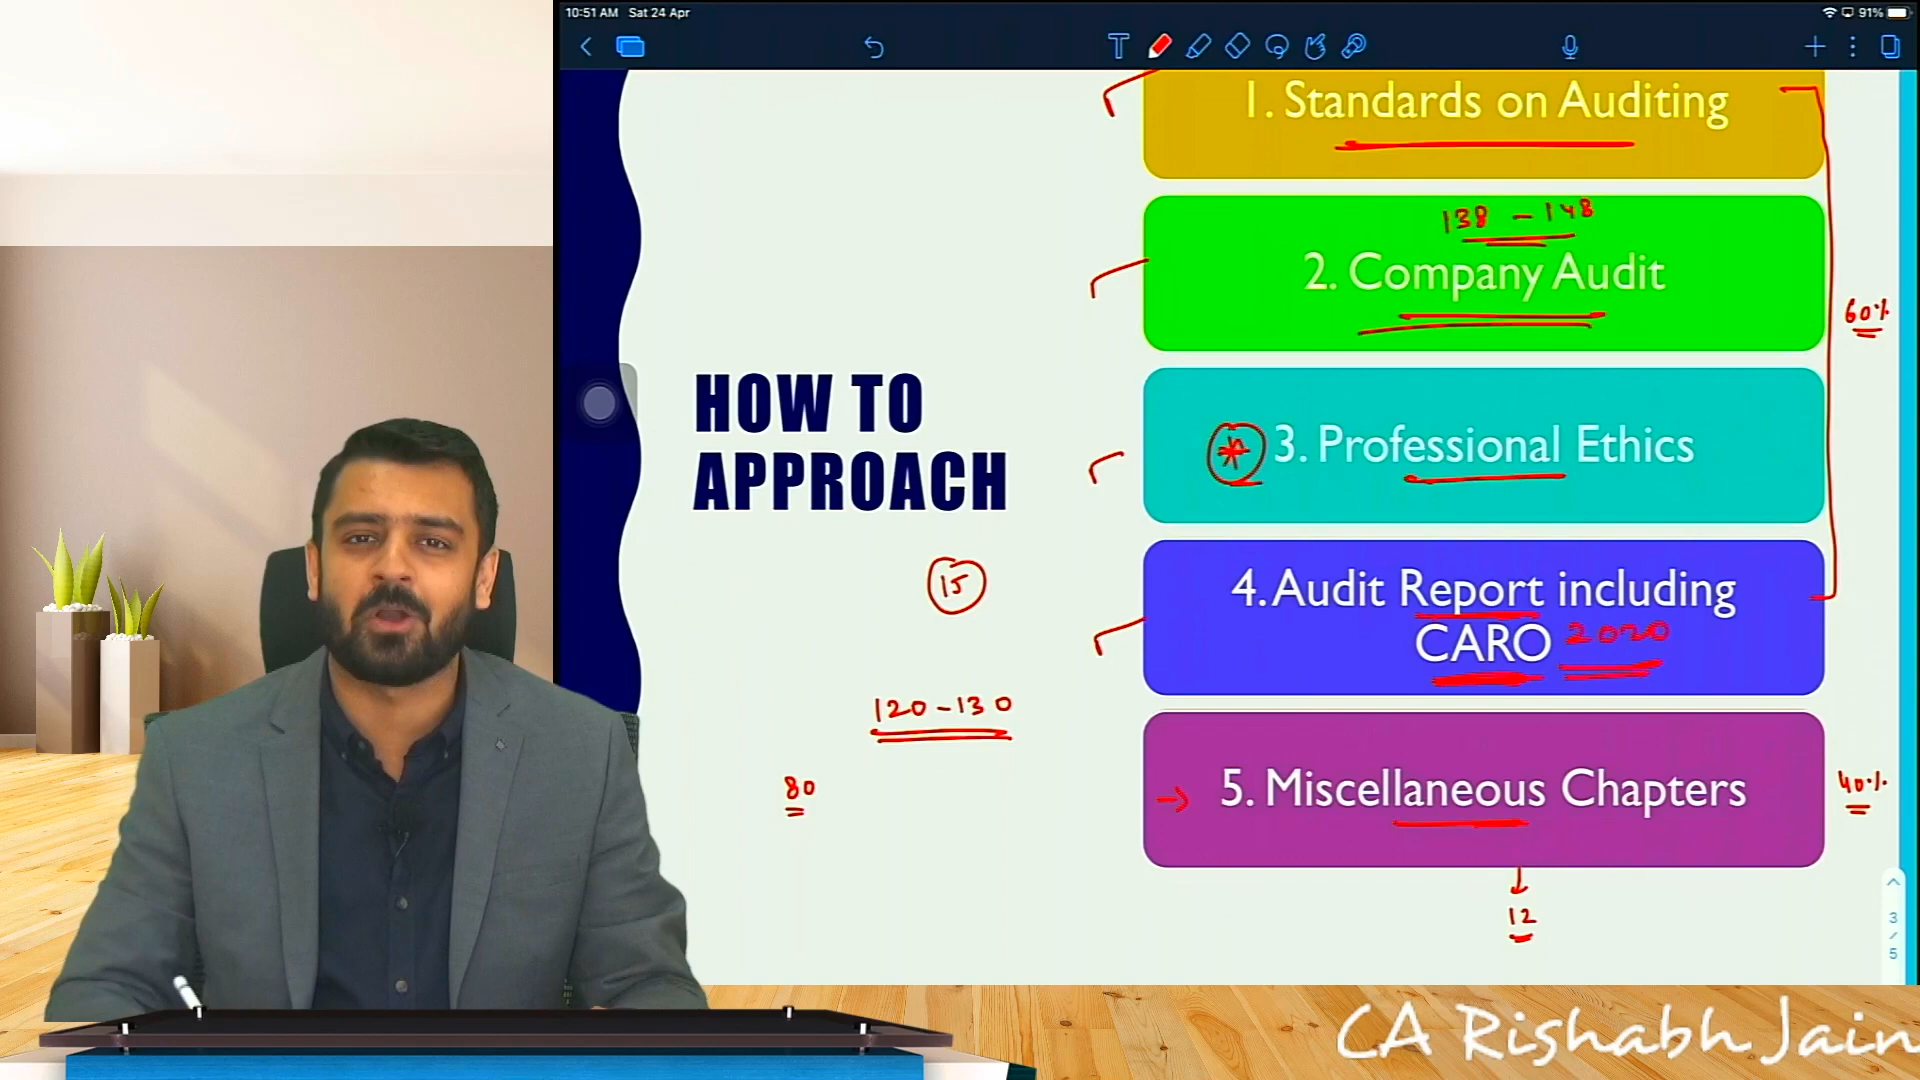 10:51 AM Sat 24 Apr
91%
1. Standards on Auditing
138 - 148
2. Company Audit
60%
HOW TO
APPROACH
* 3. Professional Ethics
15
4. Audit Report including
CARO 2020
120-130
80
5. Miscellaneous Chapters
40%
12
3
/
5
CA Rishabh Jain